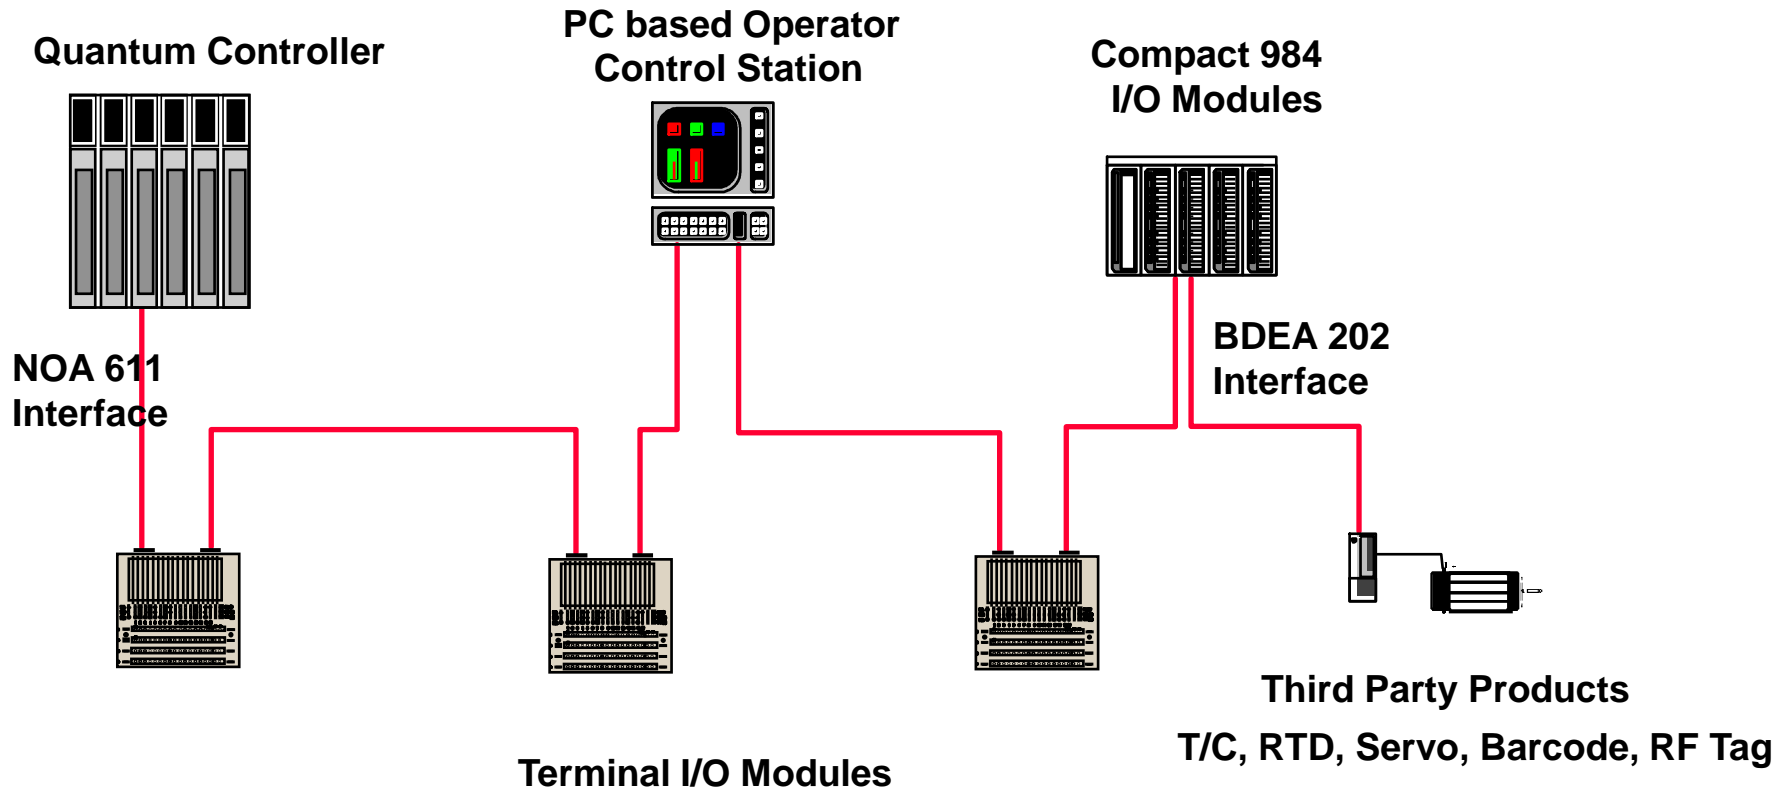 Quantum Controller
PC based Operator
Control Station
Compact 984
I/O Modules
NOA 611
Interface
BDEA 202
Interface
Third Party Products
T/C, RTD, Servo, Barcode, RF Tag
Terminal I/O Modules